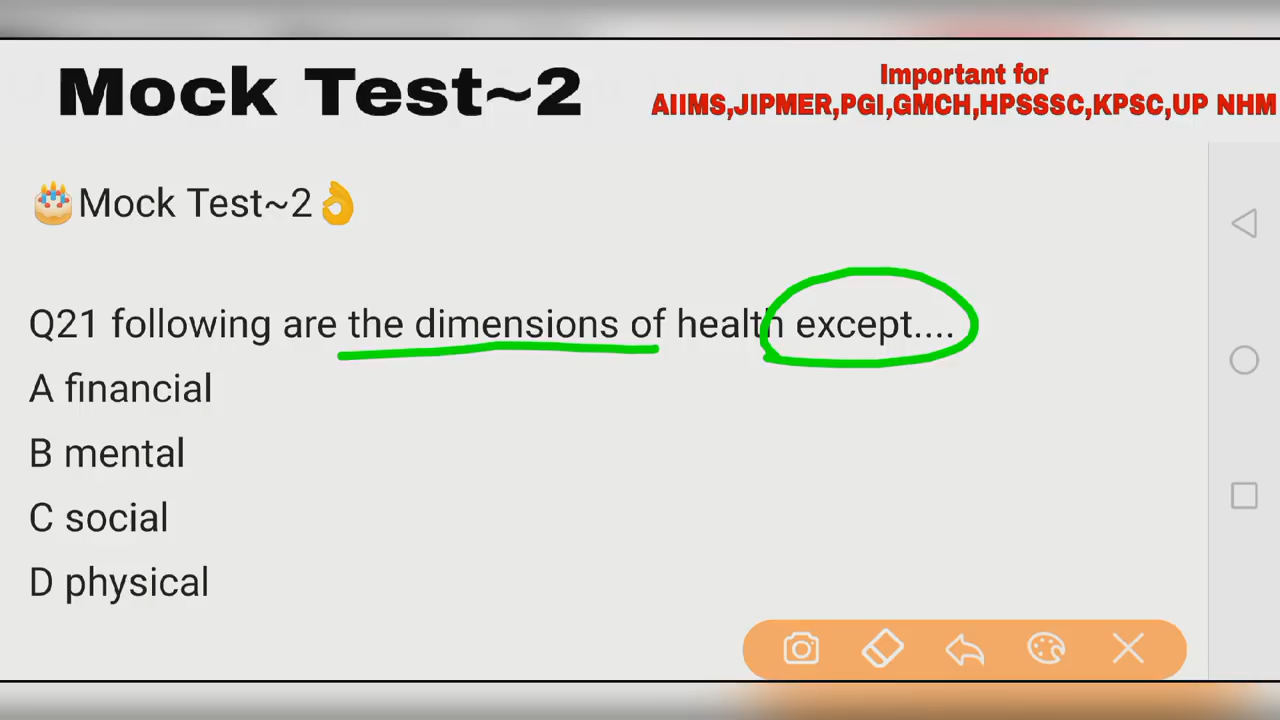 Mock Test~2
Important for
AIIMS,JIPMER,PGI,GMCH,HPSSSC,KPSC,UP NHM
🎂Mock Test~2👌
Q21 following are the dimensions of health except....
A financial
B mental
C social
D physical